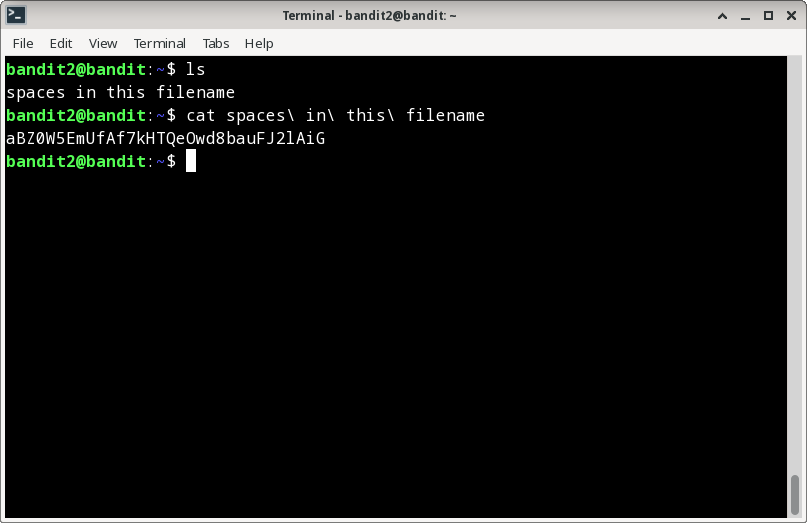 Terminal - bandit2@bandit: ~
File Edit View Terminal Tabs Help
bandit2@bandit:~$ ls
spaces in this filename
bandit2@bandit:~$ cat spaces\ in\ this\ filename
aBZ0W5EmUfAf7kHTQeOwd8bauFJ2lAiG
bandit2@bandit:~$